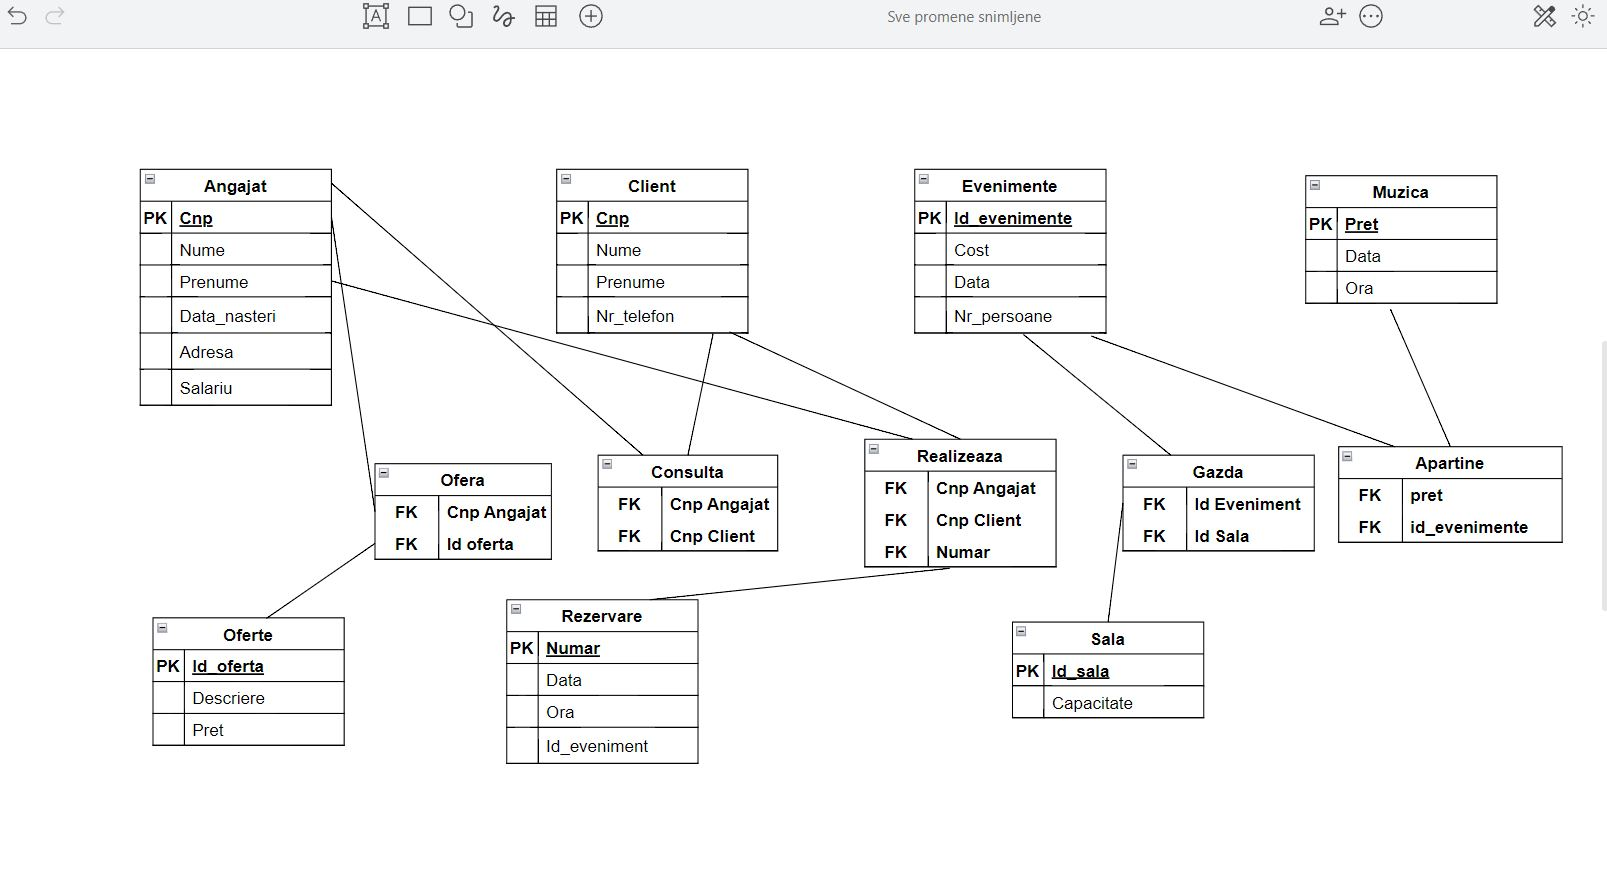 Sve promene snimljene
Angajat
PK Cnp
Nume
Prenume
Data_nasteri
Adresa
Salariu
Client
PK Cnp
Nume
Prenume
Nr_telefon
Evenimente
PK Id_evenimente
Cost
Data
Nr_persoane
Muzica
PK Pret
Data
Ora
Ofera
FK Cnp Angajat
FK Id oferta
Consulta
FK Cnp Angajat
FK Cnp Client
Realizeaza
FK Cnp Angajat
FK Cnp Client
FK Numar
Gazda
FK Id Eveniment
FK Id Sala
Apartine
FK pret
FK id_evenimente
Oferte
PK Id_oferta
Descriere
Pret
Rezervare
PK Numar
Data
Ora
Id_eveniment
Sala
PK Id_sala
Capacitate